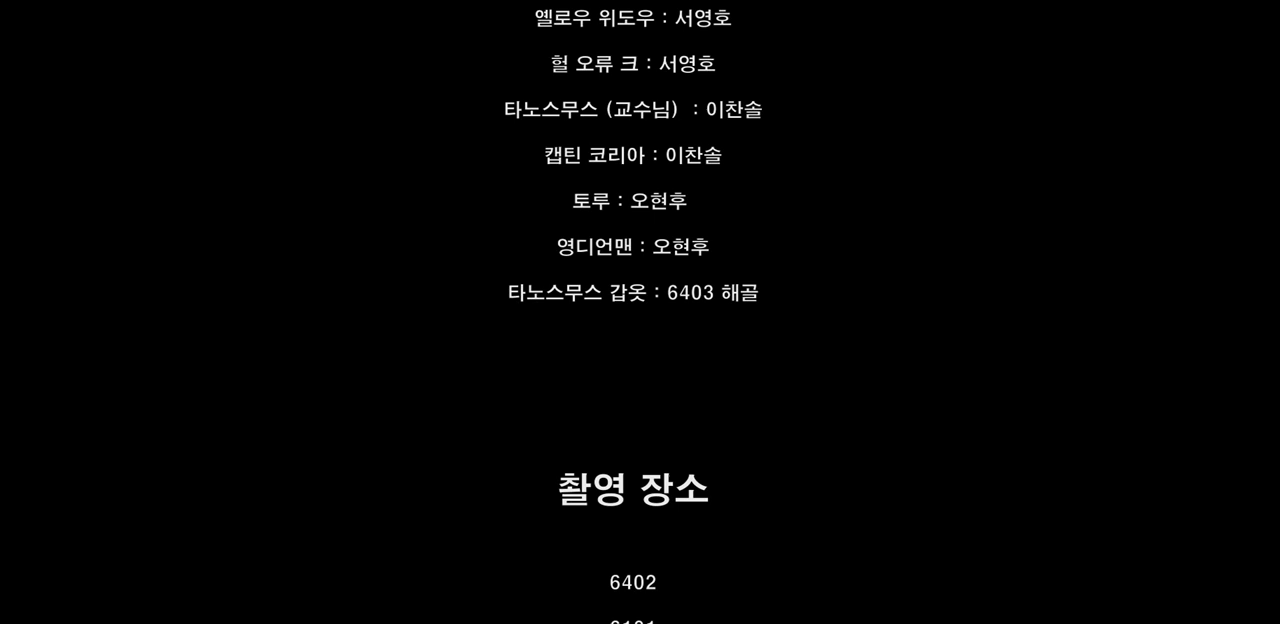 옐로우 위도우 : 서영호
헐 오류 크 : 서영호
타노스무스 (교수님) : 이찬솔
캡틴 코리아 : 이찬솔
토루 : 오현후
영디언맨 : 오현후
타노스무스 갑옷 : 6403 해골
촬영 장소
6402